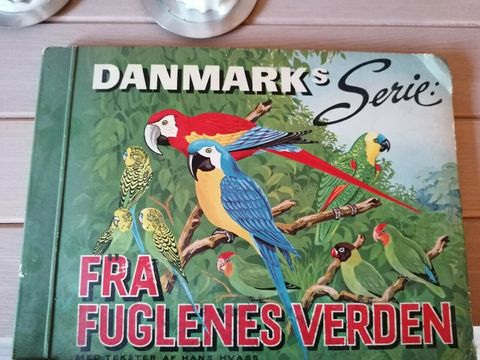 DANMARKs Serie:
FRA
FUGLENES VERDEN
MED TEKSTER AF HANS HVASS